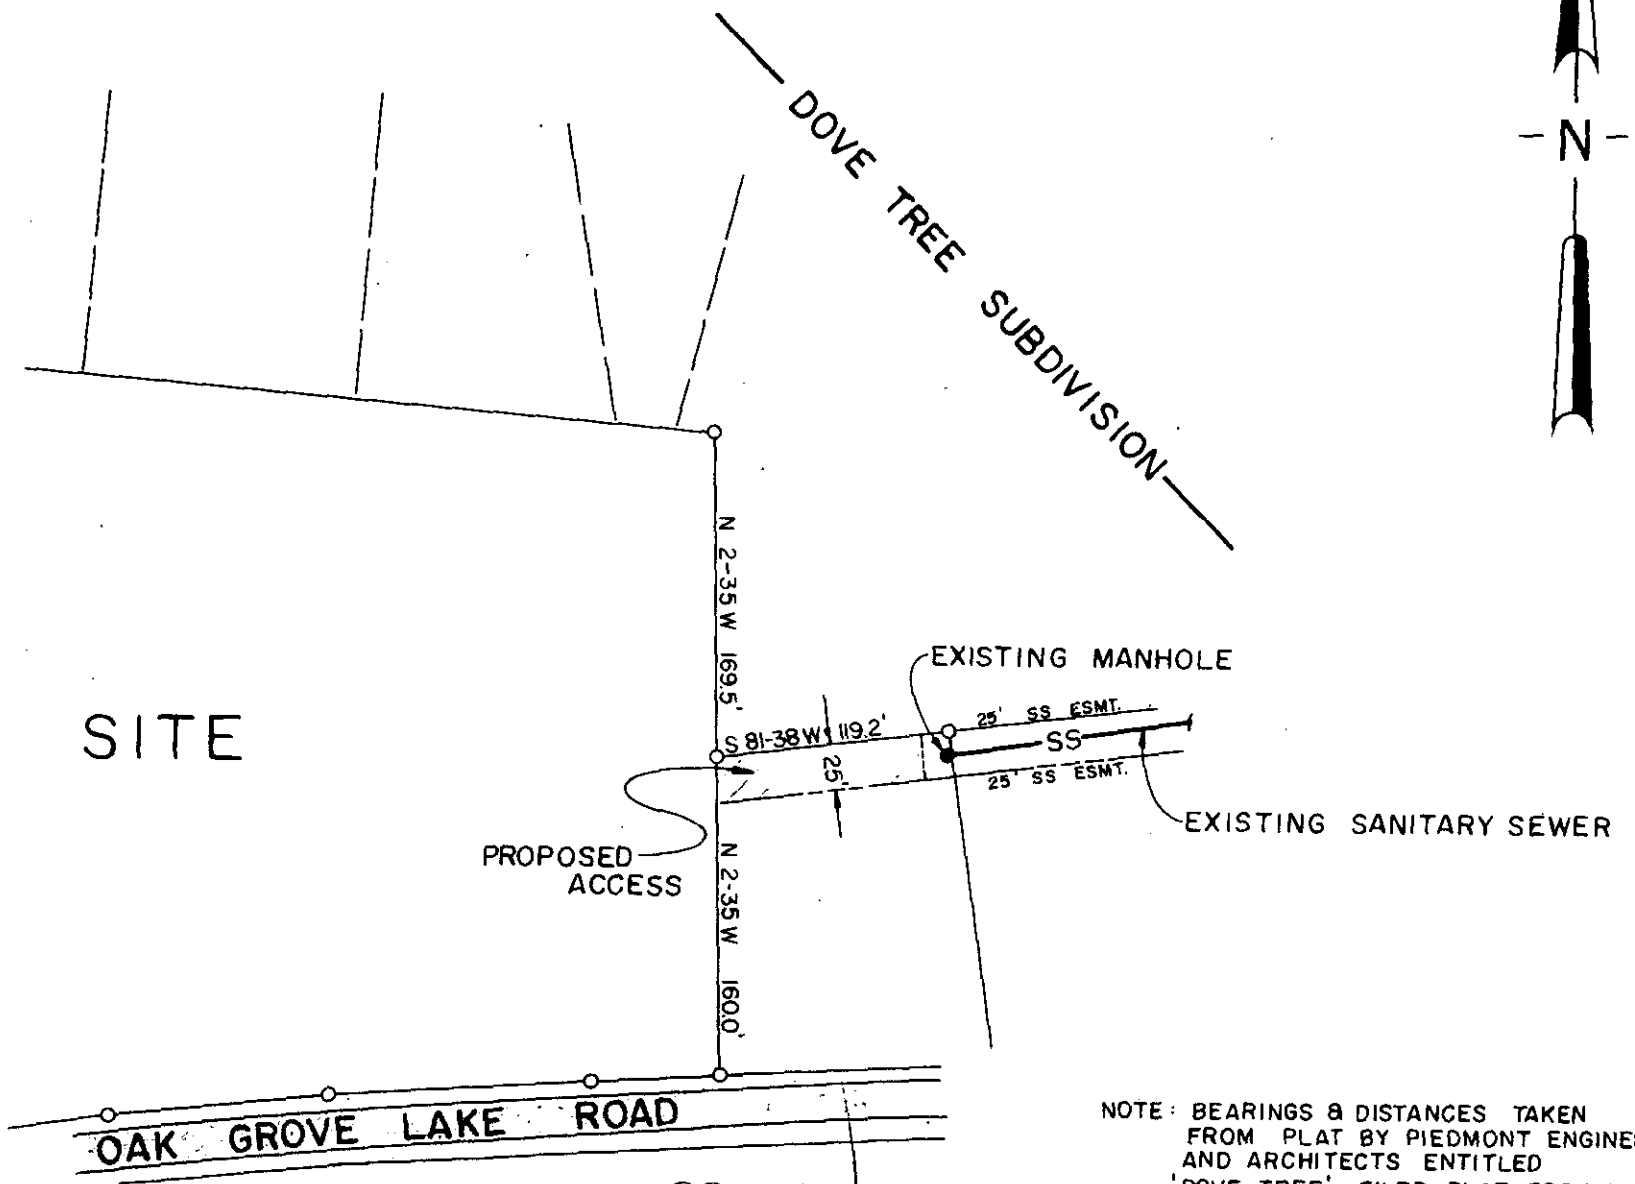 - N -
DOVE TREE SUBDIVISION
N 2-35 W 169.5'
EXISTING MANHOLE
SITE
25' SS ESMT.
S 81-38 W 119.2'
SS
25'
25' SS ESMT.
EXISTING SANITARY SEWER
PROPOSED
ACCESS
N 2-35 W 160.0'
OAK GROVE LAKE ROAD
NOTE: BEARINGS & DISTANCES TAKEN
FROM PLAT BY PIEDMONT
AND ARCHITECTS ENTITLED